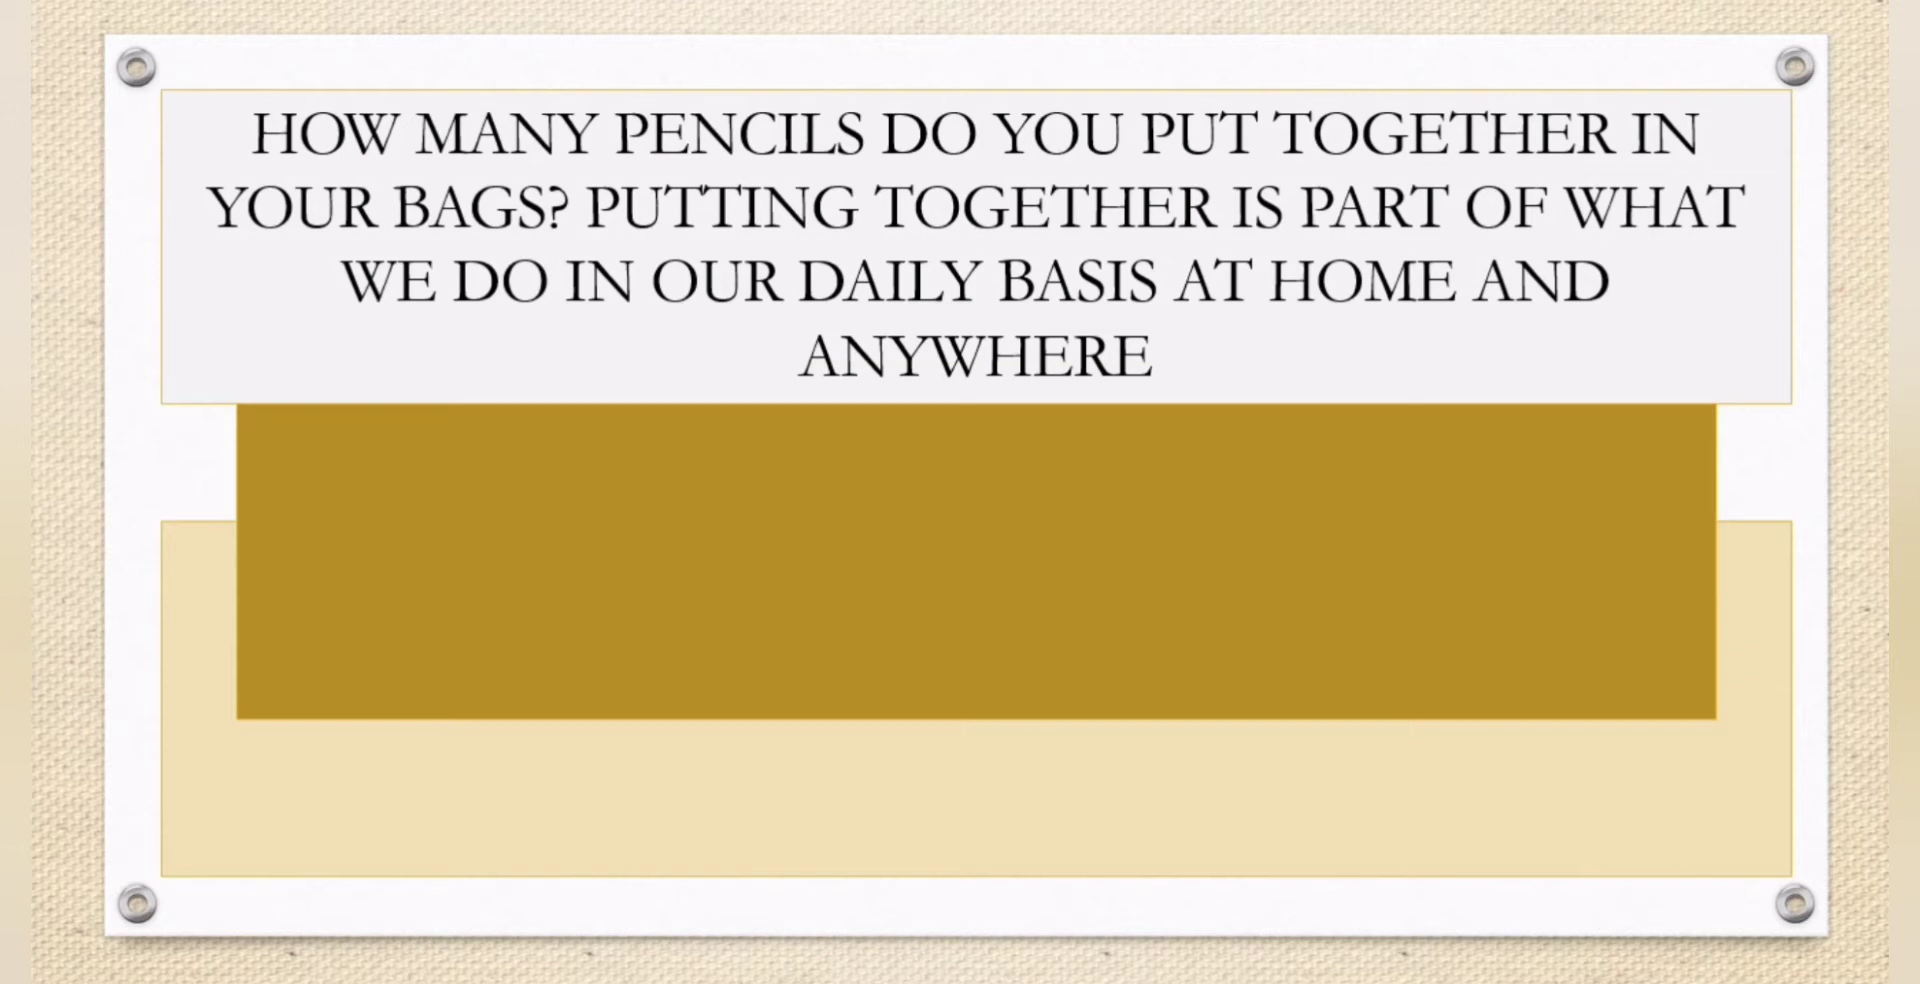 HOW MANY PENCILS DO YOU PUT TOGETHER IN
YOUR BAGS? PUTTING TOGETHER IS PART OF WHAT
WE DO IN OUR DAILY BASIS AT HOME AND
ANYWHERE